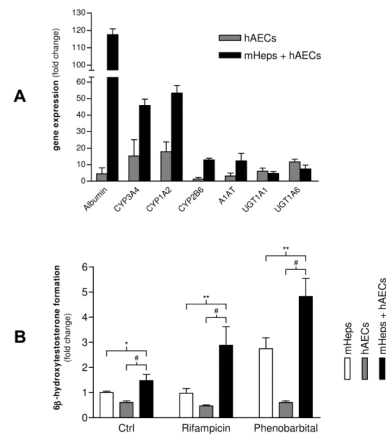 A
gene expression (fold change)
130
120
110
100
60
50
40
30
20
10
0
hAECs
mHeps + hAECs
Albumin
CYP3A4
CYP1A2
CYP2B6
A1AT
UGT1A1
UGT1A6
B
6β-hydroxylestosterone formation
(fold change)
6
5
4
3
2
1
0
*
#
**
#
**
#
Ctrl
Rifampicin
Phenobarbital
mHeps
hAECs
mHeps + hAECs